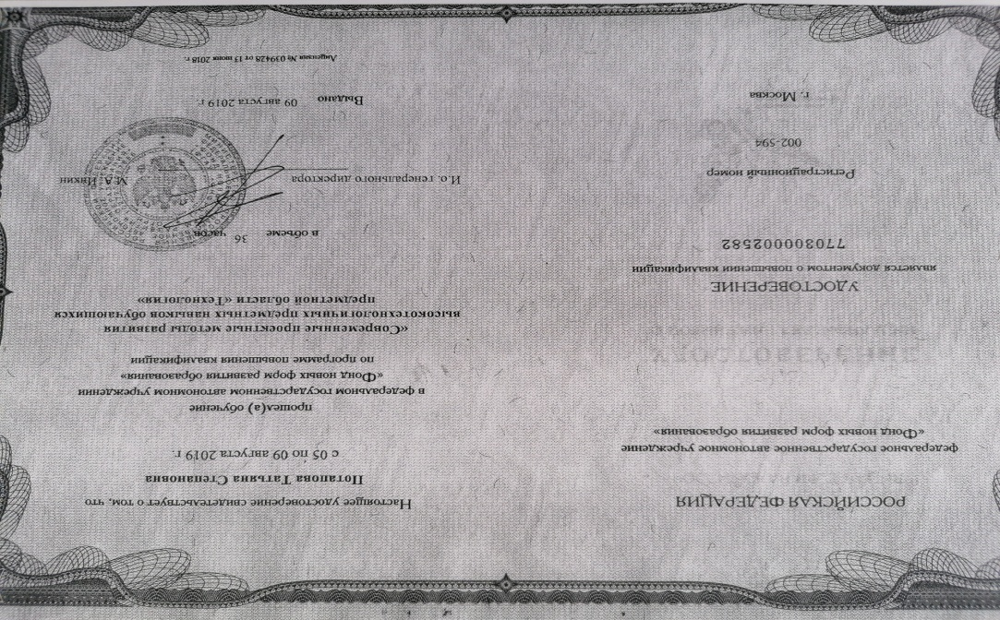 РОССИЙСКАЯ ФЕДЕРАЦИЯ
федеральное государственное автономное учреждение
«Фонд новых форм развития образования»
УДОСТОВЕРЕНИЕ
является документом о повышении квалификации
770300002582
Регистрационный номер
002-594
г. Москва
Настоящее удостоверение свидетельствует о том, что
Потапова Татьяна Степановна
с 05 по 09 августа 2019 г.
прошел(а) обучение
в федеральном государственном автономном учреждении
«Фонд новых форм развития образования»
по программе повышения квалификации
«Современные проектные методы развития
высокотехнологичных предметных навыков обучающихся
предметной области «Технология»
в объеме 36 часов
И.о. генерального директора М.А. Инкин
Выдано 09 августа 2019 г.
Лицензия № 039428 от 13 июня 2018 г.